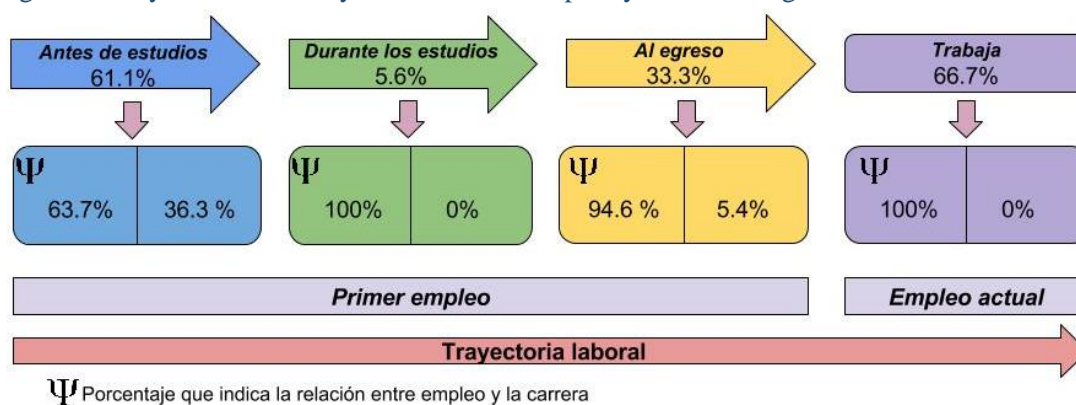 Antes de estudios
61.1%
Durante los estudios
5.6%
Al egreso
33.3%
Trabaja
66.7%
Ψ
63.7%
36.3 %
Ψ
100%
0%
Ψ
94.6 %
5.4%
Ψ
100%
0%
Primer empleo
Empleo actual
Trayectoria laboral
Ψ Porcentaje que indica la relación entre empleo y la carrera